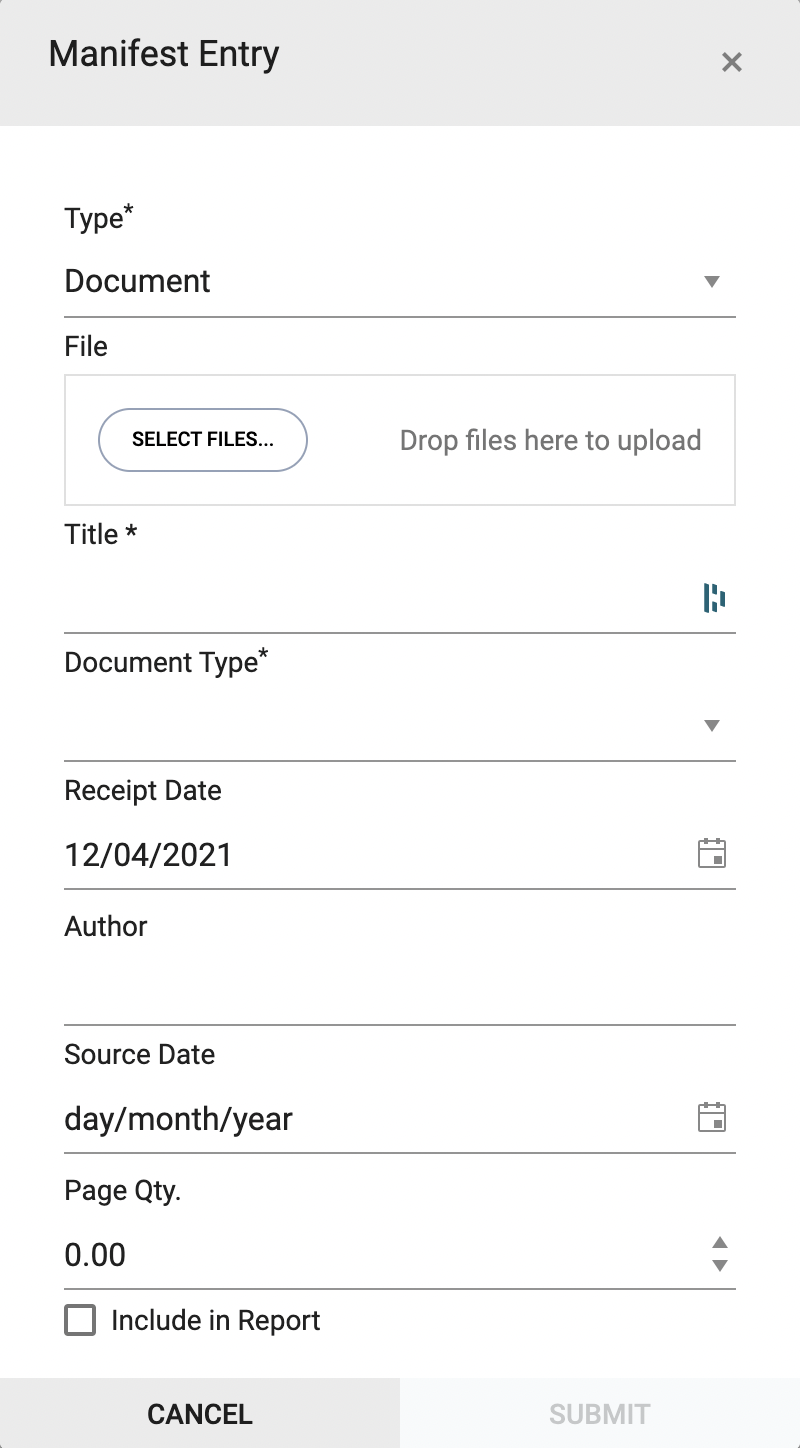 Manifest Entry
Type*
Document
File
SELECT FILES...
Drop files here to upload
Title *
Document Type*
Receipt Date
12/04/2021
Author
Source Date
day/month/year
Page Qty.
0.00
Include in Report
CANCEL
SUBMIT